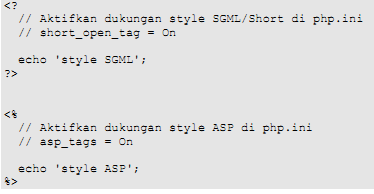 <?
// Aktifkan dukungan style SGML/Short di php.ini
// short_open_tag = On
echo 'style SGML';
?>
<%
// Aktifkan dukungan style ASP di php.ini
// asp_tags = On
echo 'style ASP';
%>